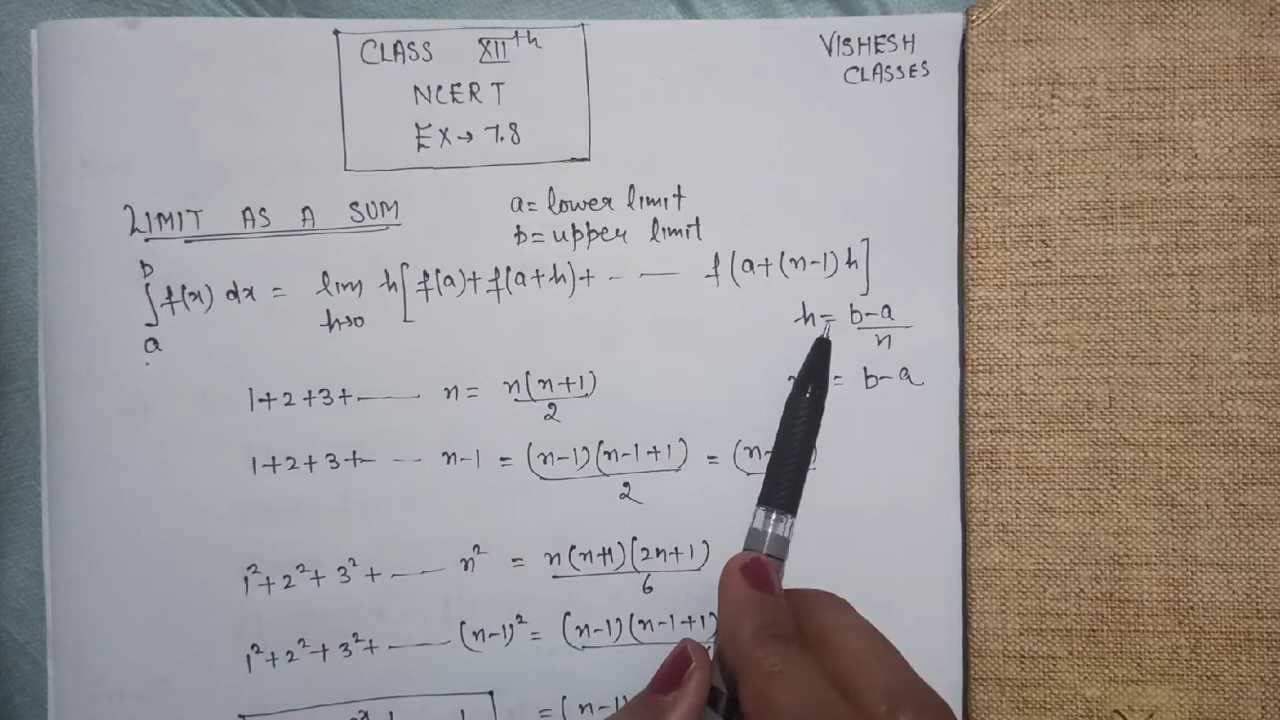 CLASS XIIth
NCERT
EX→ 7.8
VISHESH
CLASSES
LIMIT AS A SUM
a= lower limit
b= upper limit
b
∫ f(x) dx = lim h[f(a)+f(a+h)+ - — f(a+(n-1)h]
a
h→0
h= b-a
n
= b-a
1+2+3+—— n = n(n+1)
2
1+2+3+- --- n-1 = (n-1)(n-1+1) = (n-
2
1²+2²+3²+—— n² = n(n+1)(2n+1)
6
1²+2²+3²+—— (n-1)² = (n-1)(n-1+1)
= (n-1)